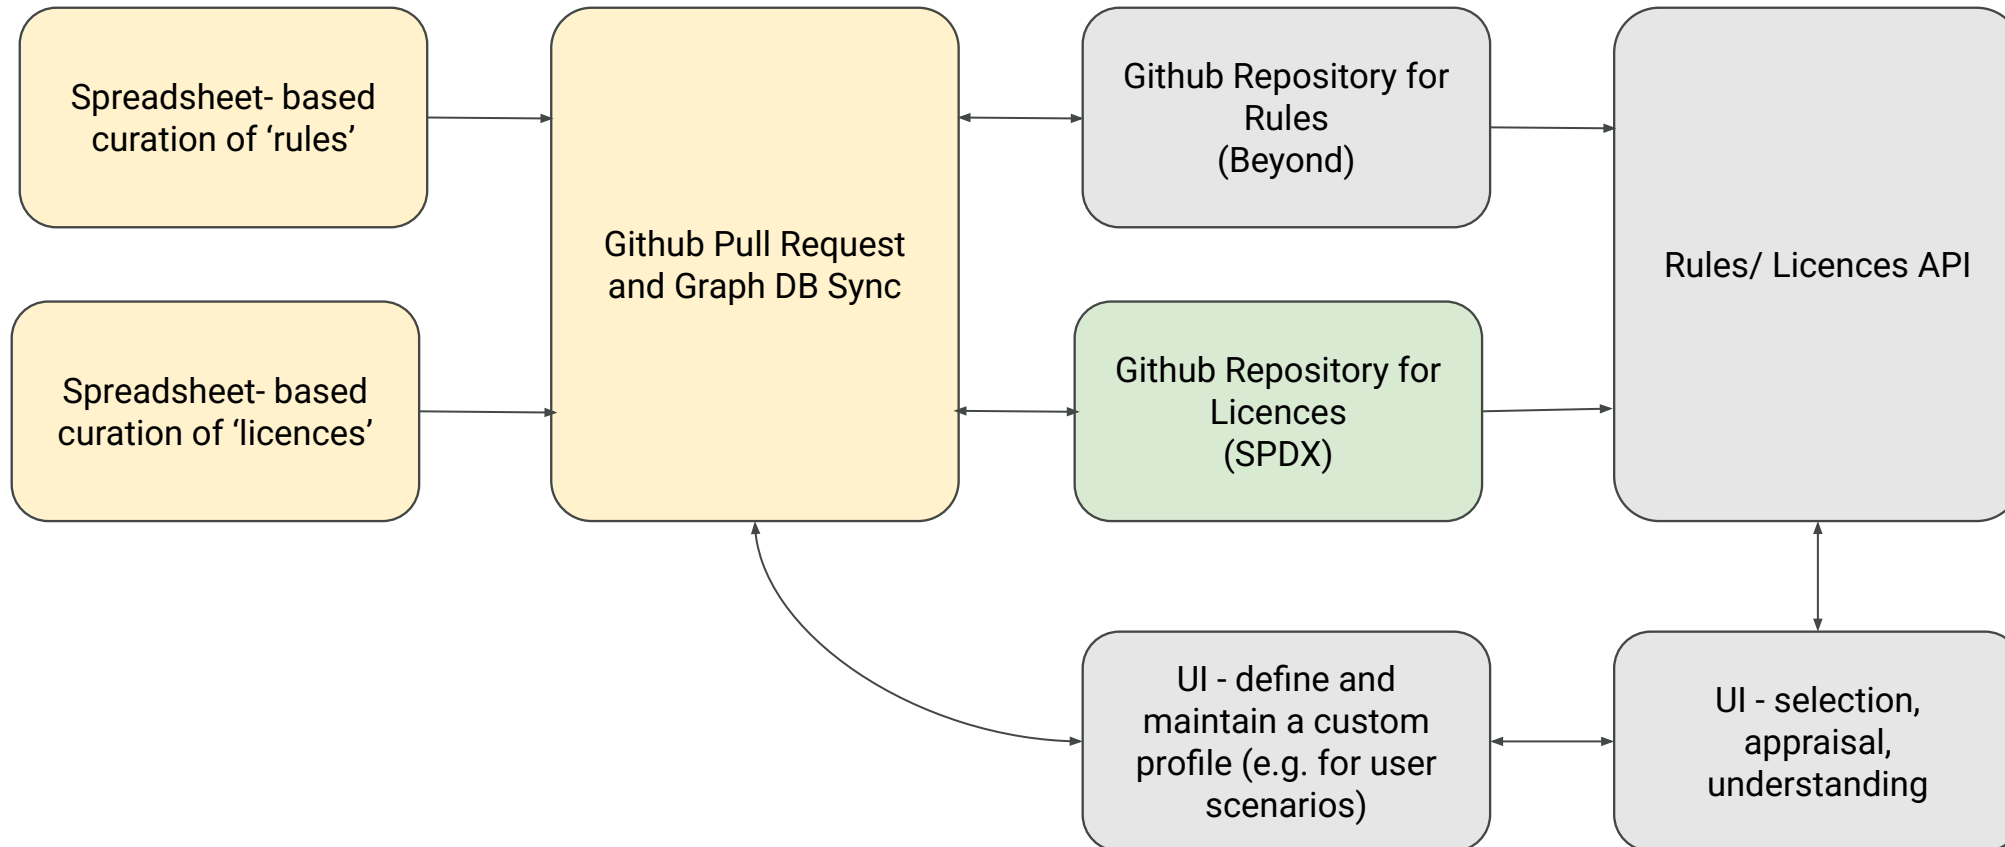 Spreadsheet- based
curation of ‘rules’
Github Pull Request
and Graph DB Sync
Github Repository for
Rules
(Beyond)
Rules/ Licences API
Spreadsheet- based
curation of ‘licences’
Github Repository for
Licences
(SPDX)
UI - define and
maintain a custom
profile (e.g. for user
scenarios)
UI - selection,
appraisal,
understanding